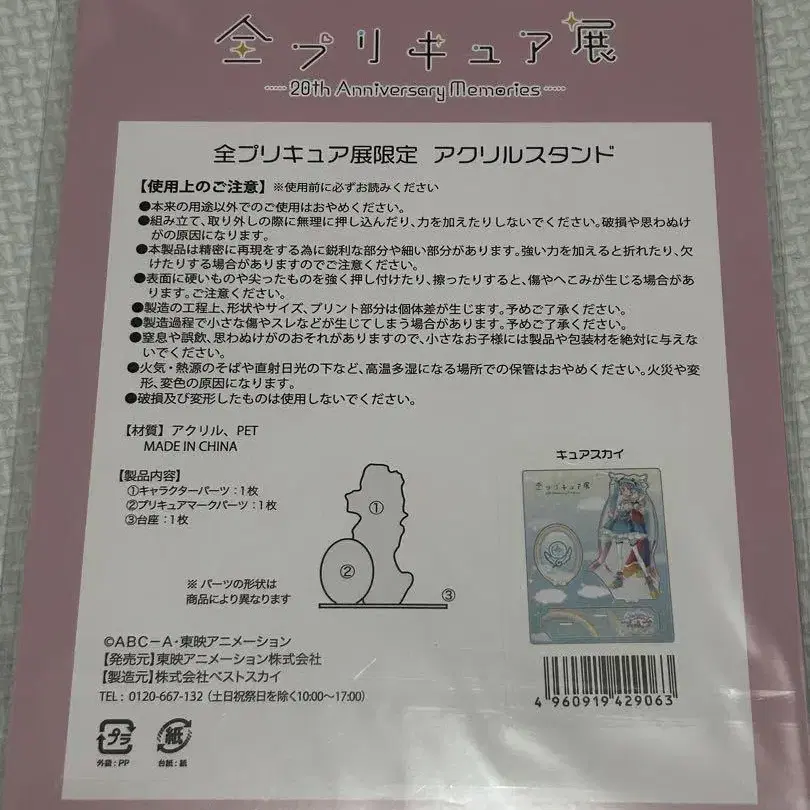 全プリキュア展
20th Anniversary Memories
全プリキュア展限定 アクリルスタンド
【使用上のご注意】※使用前に必ずお読みください
●本来の用途以外でのご使用はおやめください。
●組み立て、取り外しの際に無理に押し込んだり、力を加えたりしないでください。破損や思わぬけ
がの原因になります。
●本製品は精密に再現をする為に鋭利な部分や細い部分があります。強い力を加えると折れたり、欠
けたりする場合がありますのでご注意ください。
●表面に硬いものや尖ったものを強く押し付けたり、擦ったりすると、傷やへこみが生じる場合があ
ります。ご注意ください。
●製造の工程上、形状やサイズ、プリント部分は個体差が生じます。予めご了承ください。
●製造過程で小さな傷やスレなどが生じてしまう場合があります。予めご了承ください。
●窒息や誤飲、思わぬけがのおそれがありますので、小さなお子様には製品や包装材を絶対に与えな
いでください。
●火気・熱源のそばや直射日光の下など、高温多湿になる場所での保管はおやめください。火災や変
形、変色の原因になります。
●破損及び変形したものは使用しないでください。
【材質】アクリル、PET
MADE IN CHINA
【製品内容】
①キャラクターパーツ：1枚
②プリキュアマークパーツ：1枚
③台座：1枚
①
②
③
※ パーツの形状は
商品により異なります
キュアスカイ
全プリキュア展
©ABC－A・東映アニメーション
【発売元】東映アニメーション株式会社
【製造元】株式会社ベストスカイ
TEL：0120-667-132（土日祝祭日を除く10:00～17:00）
4 960919 429063
プラ
外袋：PP
紙
台紙：紙